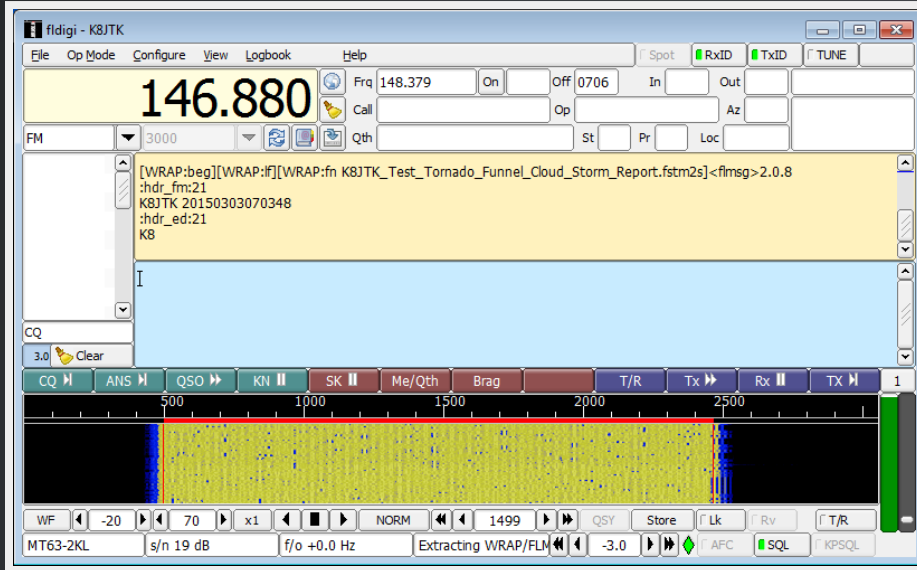 fldigi - K8JTK
File Op Mode Configure View Logbook Help Spot RxID TxID TUNE
146.880 Frq 148.379 On Off 0706 In Out
Call Op Az
FM 3000 Qth St Pr Loc
[WRAP:beg][WRAP:lf][WRAP:fn K8JTK_Test_Tornado_Funnel_Cloud_Storm_Report.fstm2s]<flmsg>2.0.8
:hdr_fm:21
K8JTK 20150303070348
:hdr_ed:21
K8
CQ
3.0 Clear
CQ ANS QSO KN SK Me/Qth Brag T/R Tx Rx TX 1
500 1000 1500 2000 2500
WF -20 70 x1 NORM 1499 QSY Store Lk Rv T/R
MT63-2KL s/n 19 dB f/o +0.0 Hz Extracting WRAP/FLM -3.0 AFC SQL KPSQL